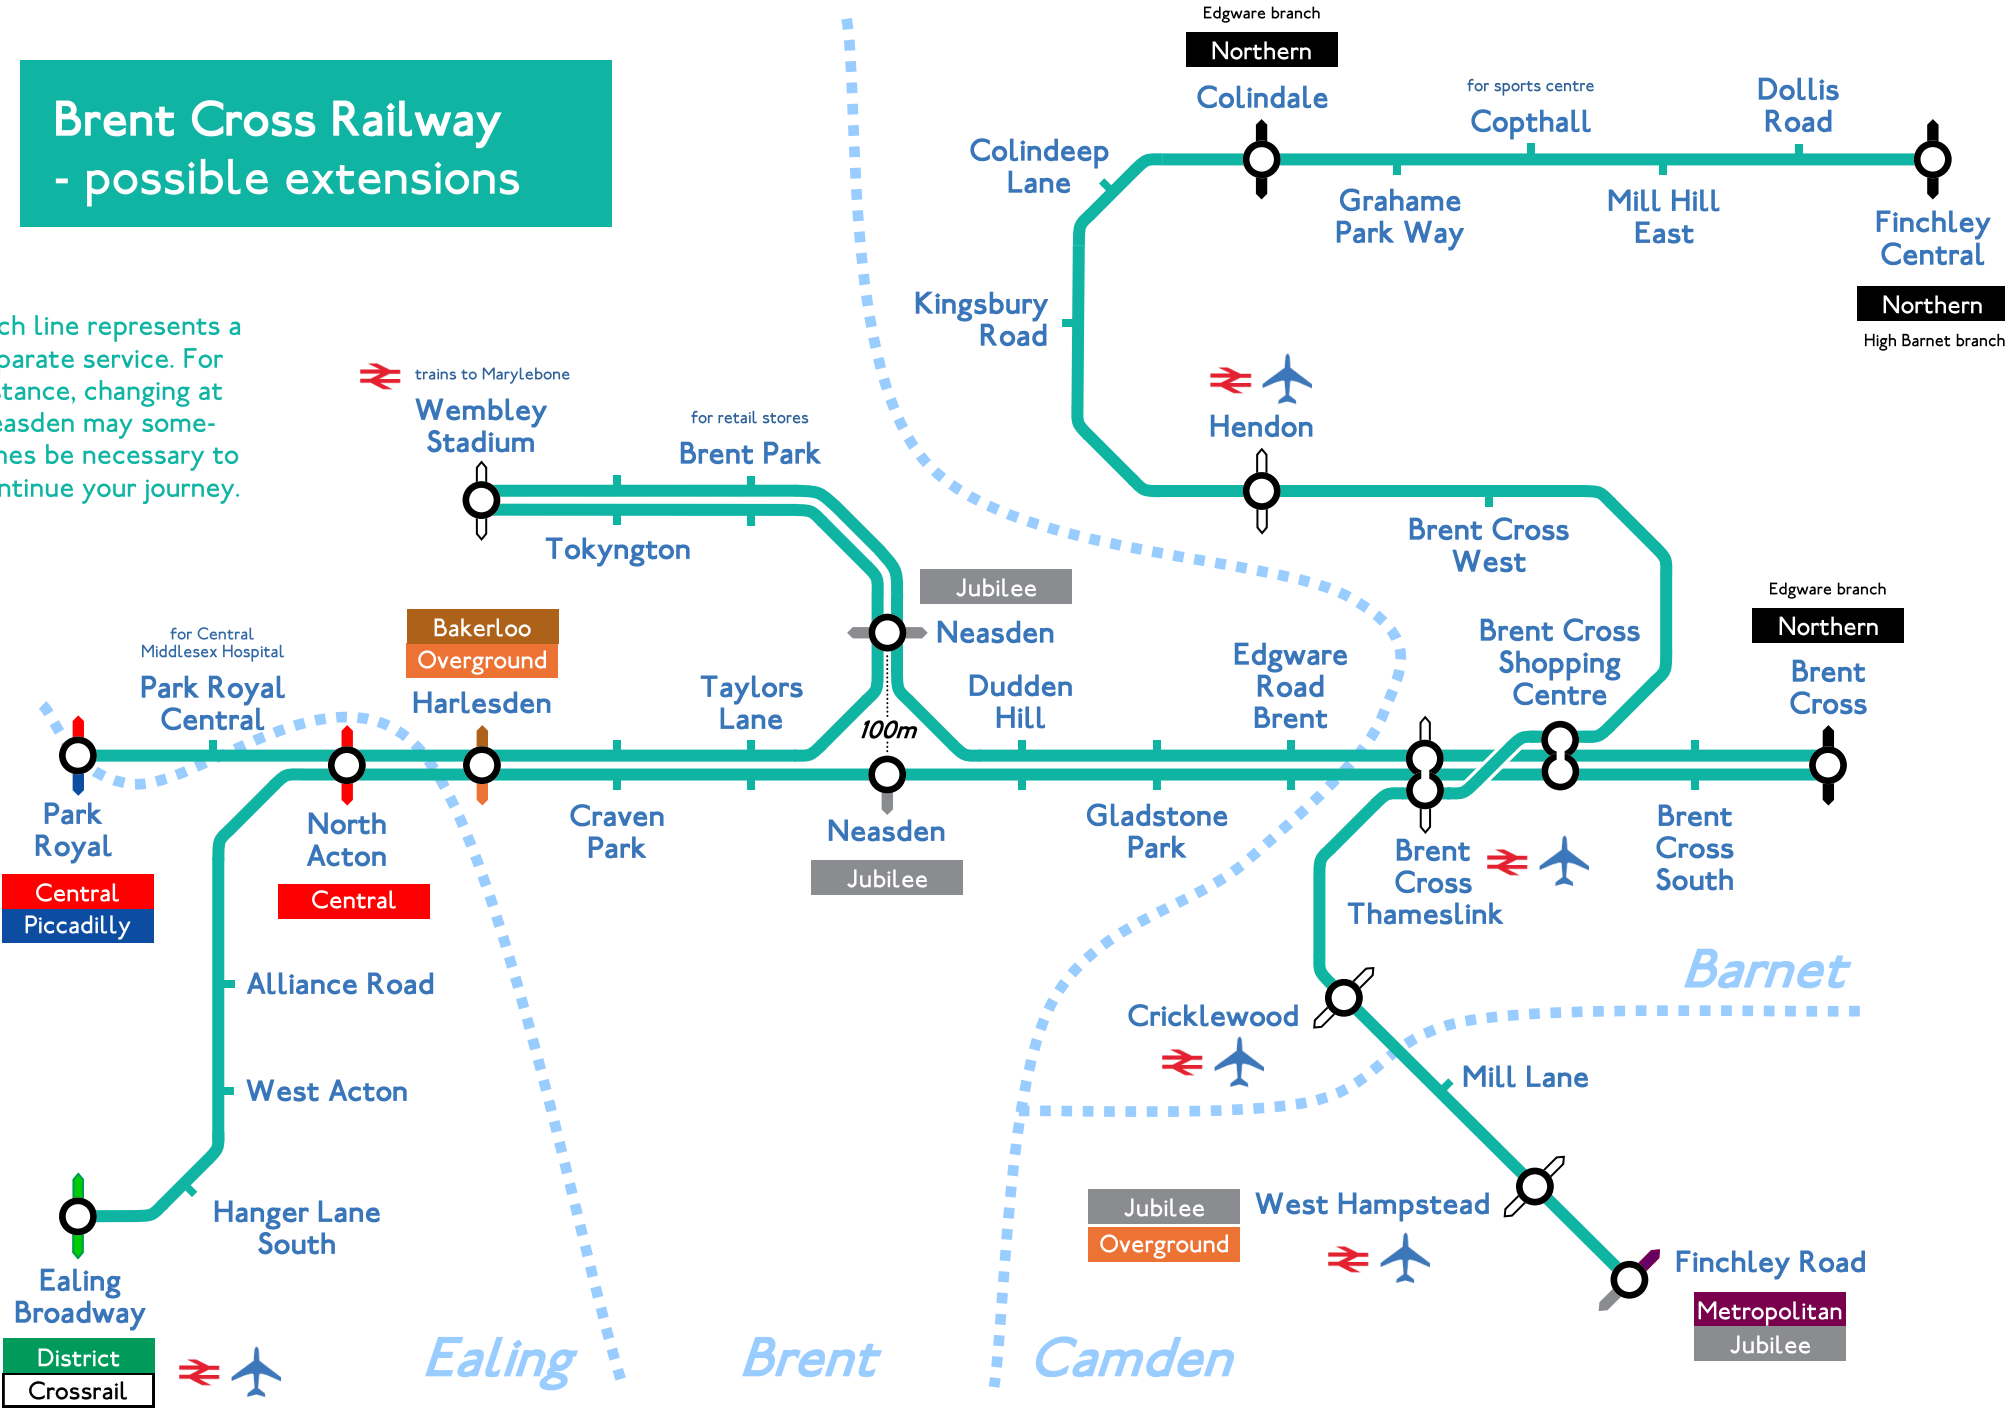 Brent Cross Railway
- possible extensions
ch line represents a
parate service. For
stance, changing at
easden may some-
nes be necessary to
ntinue your journey.
Edgware branch
Northern
Colindale
for sports centre
Copthall
Dollis
Road
Colindeep
Lane
Grahame
Park Way
Mill Hill
East
Finchley
Central
Northern
High Barnet branch
Kingsbury
Road
Hendon
trains to Marylebone
Wembley
Stadium
for retail stores
Brent Park
Tokyngton
Brent Cross
West
Jubilee
Neasden
Edgware branch
Northern
Brent
Cross
Brent Cross
Shopping
Centre
Bakerloo
Overground
Harlesden
for Central
Middlesex Hospital
Park Royal
Central
Taylors
Lane
100m
Dudden
Hill
Edgware
Road
Brent
Park
Royal
Central
Piccadilly
North
Acton
Central
Craven
Park
Neasden
Jubilee
Gladstone
Park
Brent
Cross
Thameslink
Brent
Cross
South
Alliance Road
West Acton
Hanger Lane
South
Ealing
Broadway
District
Crossrail
Barnet
Cricklewood
Mill Lane
Jubilee
Overground
West Hampstead
Finchley Road
Metropolitan
Jubilee
Ealing
Brent
Camden